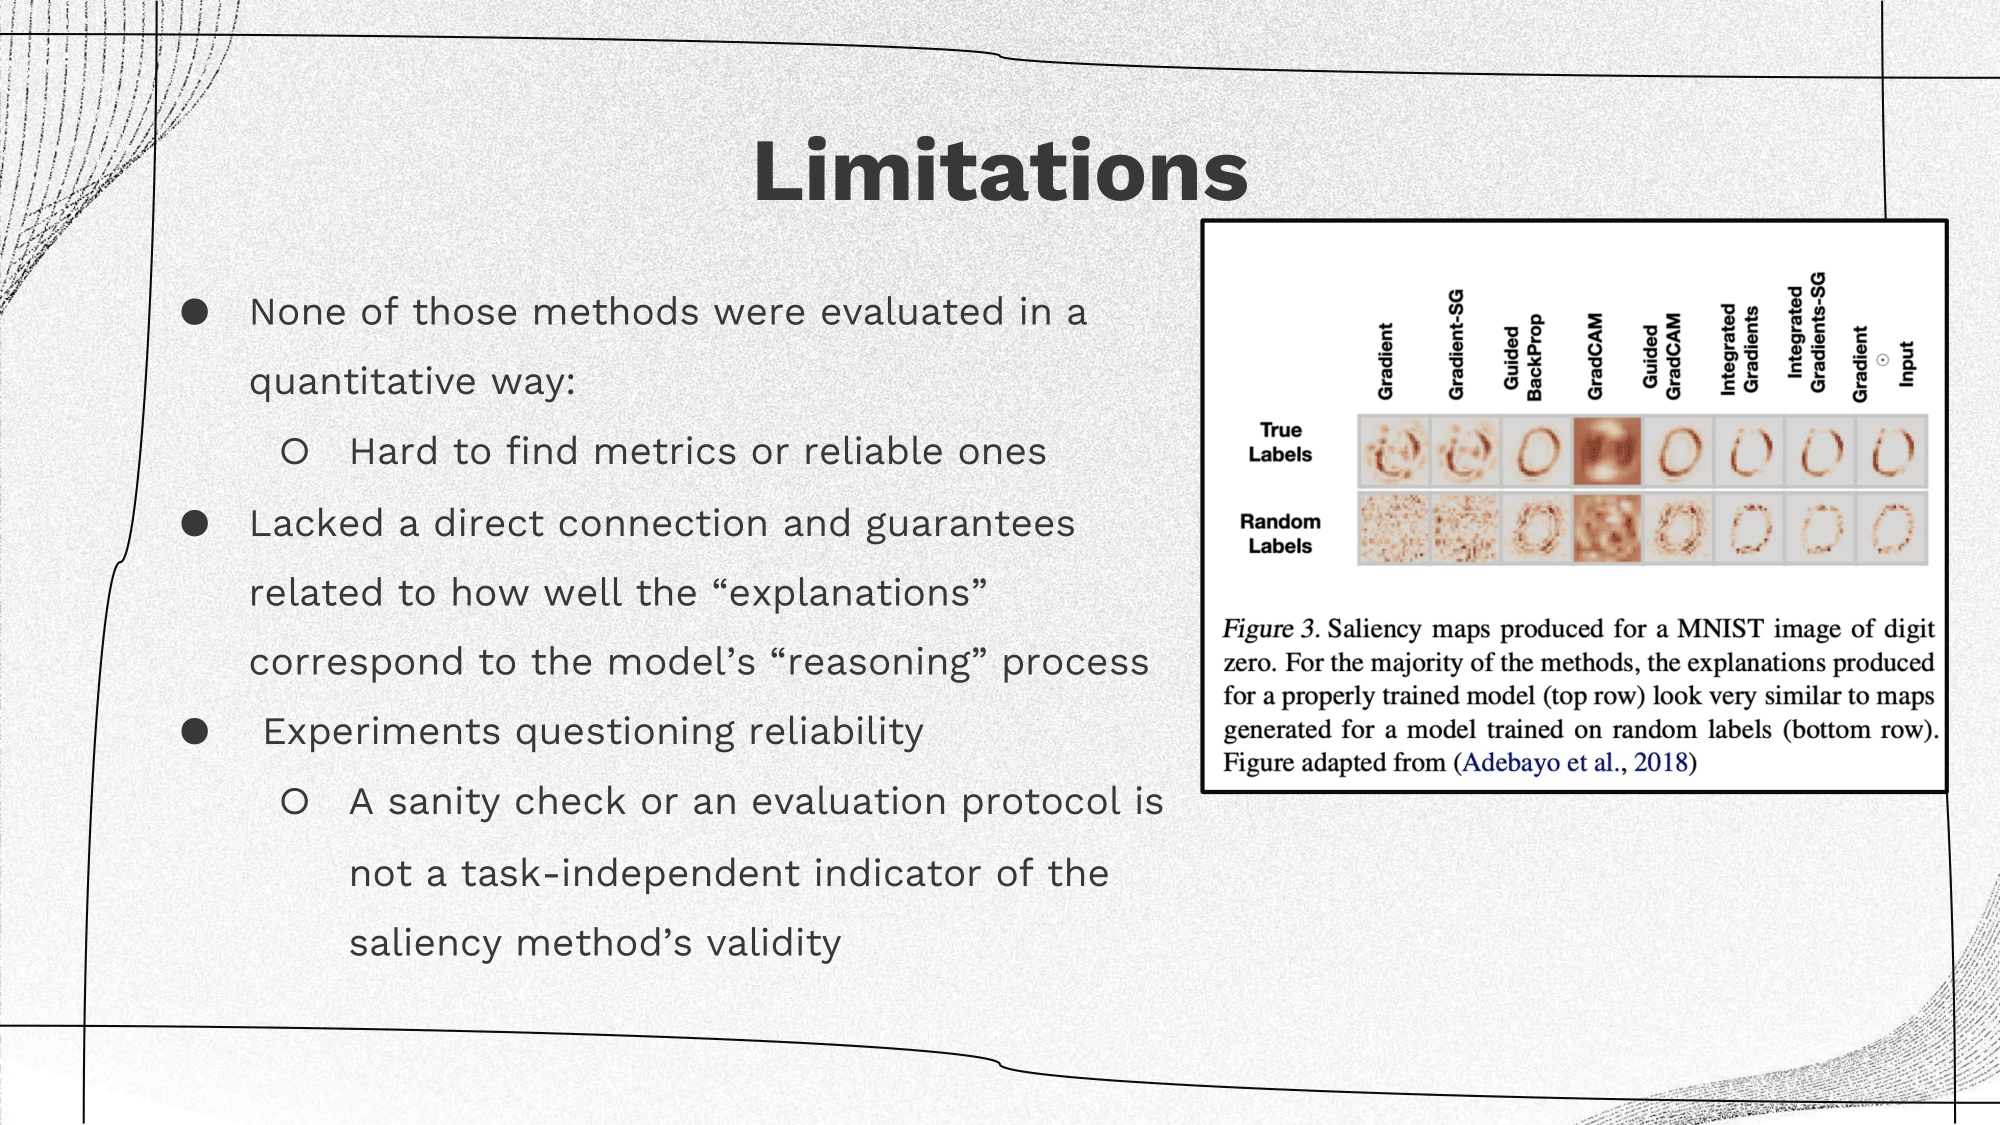 Limitations
● None of those methods were evaluated in a
quantitative way:
○ Hard to find metrics or reliable ones
● Lacked a direct connection and guarantees
related to how well the “explanations”
correspond to the model’s “reasoning” process
● Experiments questioning reliability
○ A sanity check or an evaluation protocol is
not a task-independent indicator of the
saliency method’s validity
Gradient
Gradient-SG
Guided
BackProp
GradCAM
Guided
GradCAM
Integrated
Gradients
Integrated
Gradients-SG
Gradient
⊙
Input
True
Labels
Random
Labels
Figure 3. Saliency maps produced for a MNIST image of digit
zero. For the majority of the methods, the explanations produced
for a properly trained model (top row) look very similar to maps
generated for a model trained on random labels (bottom row).
Figure adapted from (Adebayo et al., 2018)